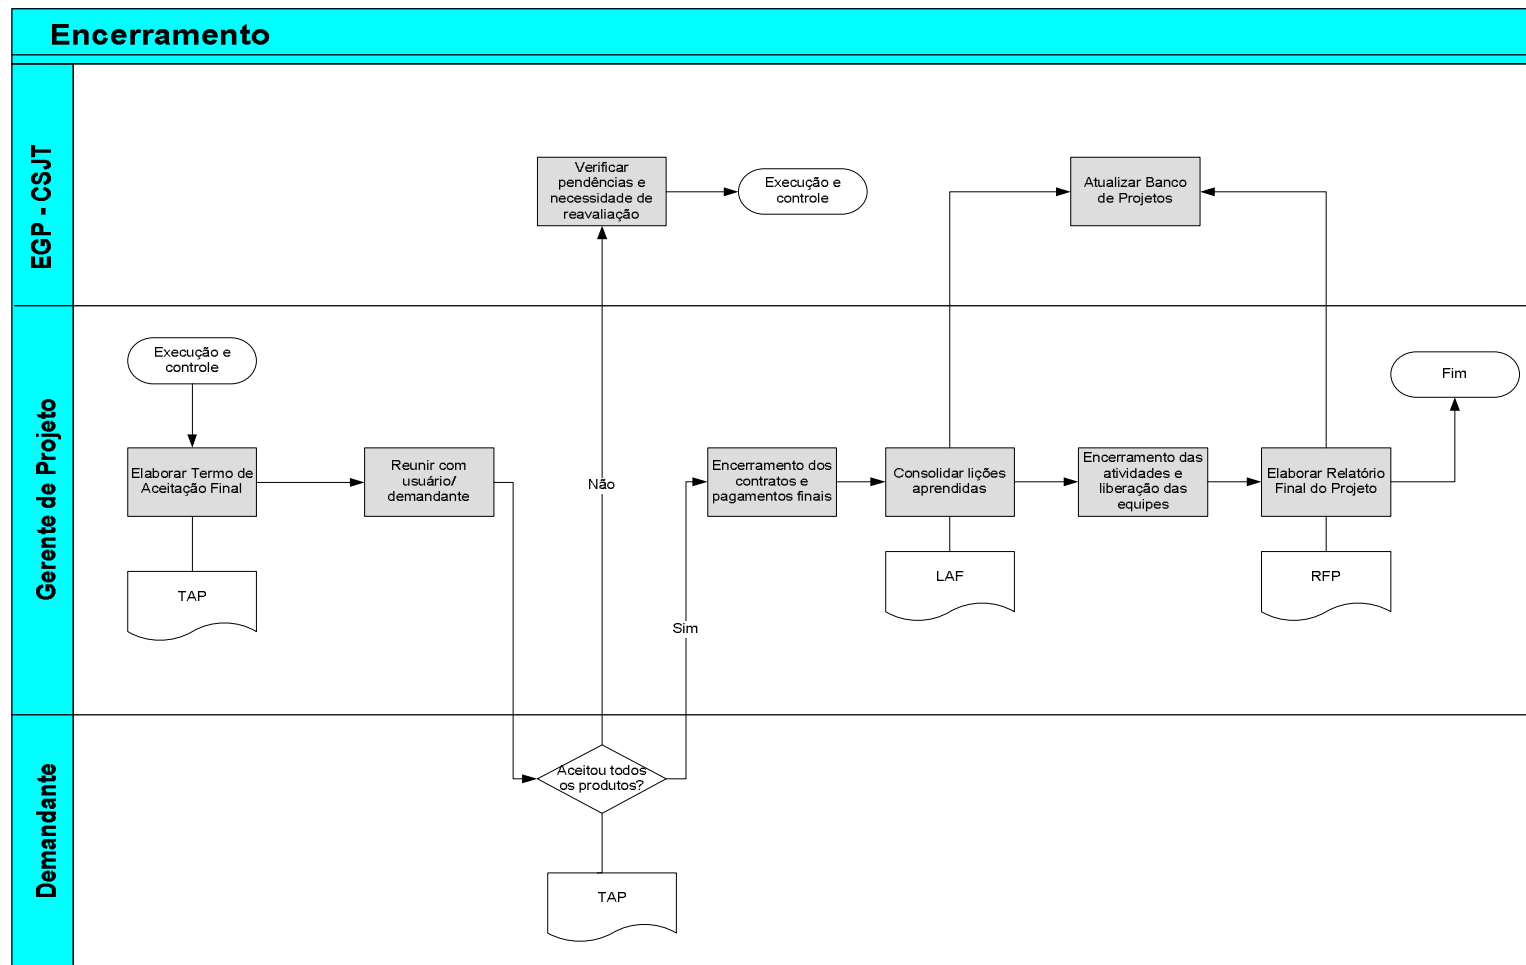 Encerramento
EGP - CSJT
Verificar
pendências e
necessidade de
reavaliação
Execução e
controle
Atualizar Banco
de Projetos
Gerente de Projeto
Execução e
controle
Fim
Elaborar Termo de
Aceitação Final
Reunir com
usuário/
demandante
Não
Encerramento dos
contratos e
pagamentos finais
Consolidar lições
aprendidas
Encerramento das
atividades e
liberação das
equipes
Elaborar Relatório
Final do Projeto
TAP
LAF
RFP
Sim
Demandante
Aceitou todos
os produtos?
TAP